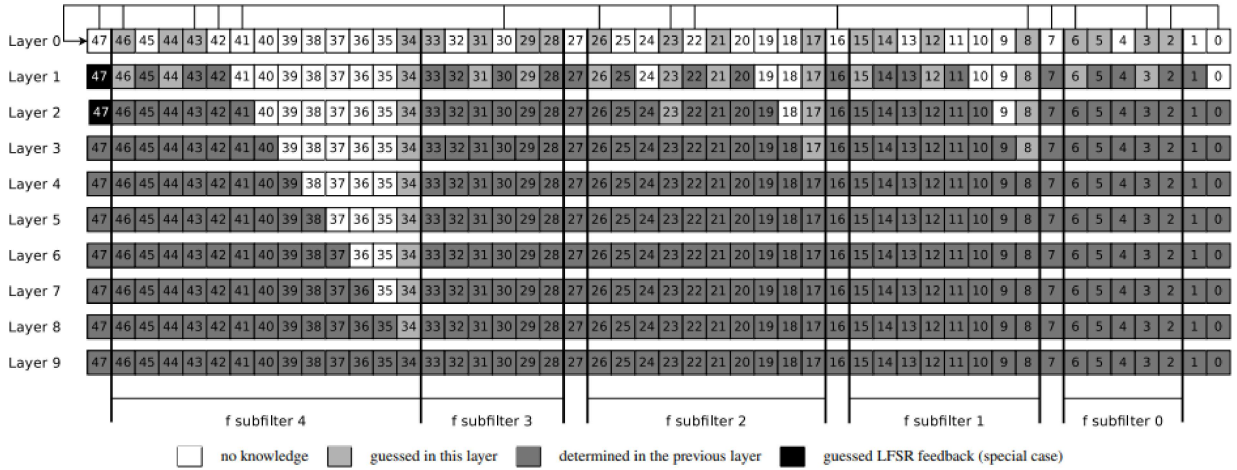 Layer 0 47 46 45 44 43 42 41 40 39 38 37 36 35 34 33 32 31 30 29 28 27 26 25 24 23 22 21 20 19 18 17 16 15 14 13 12 11 10 9 8 7 6 5 4 3 2 1 0
Layer 1 47 46 45 44 43 42 41 40 39 38 37 36 35 34 33 32 31 30 29 28 27 26 25 24 23 22 21 20 19 18 17 16 15 14 13 12 11 10 9 8 7 6 5 4 3 2 1 0
Layer 2 47 46 45 44 43 42 41 40 39 38 37 36 35 34 33 32 31 30 29 28 27 26 25 24 23 22 21 20 19 18 17 16 15 14 13 12 11 10 9 8 7 6 5 4 3 2 1 0
Layer 3 47 46 45 44 43 42 41 40 39 38 37 36 35 34 33 32 31 30 29 28 27 26 25 24 23 22 21 20 19 18 17 16 15 14 13 12 11 10 9 8 7 6 5 4 3 2 1 0
Layer 4 47 46 45 44 43 42 41 40 39 38 37 36 35 34 33 32 31 30 29 28 27 26 25 24 23 22 21 20 19 18 17 16 15 14 13 12 11 10 9 8 7 6 5 4 3 2 1 0
Layer 5 47 46 45 44 43 42 41 40 39 38 37 36 35 34 33 32 31 30 29 28 27 26 25 24 23 22 21 20 19 18 17 16 15 14 13 12 11 10 9 8 7 6 5 4 3 2 1 0
Layer 6 47 46 45 44 43 42 41 40 39 38 37 36 35 34 33 32 31 30 29 28 27 26 25 24 23 22 21 20 19 18 17 16 15 14 13 12 11 10 9 8 7 6 5 4 3 2 1 0
Layer 7 47 46 45 44 43 42 41 40 39 38 37 36 35 34 33 32 31 30 29 28 27 26 25 24 23 22 21 20 19 18 17 16 15 14 13 12 11 10 9 8 7 6 5 4 3 2 1 0
Layer 8 47 46 45 44 43 42 41 40 39 38 37 36 35 34 33 32 31 30 29 28 27 26 25 24 23 22 21 20 19 18 17 16 15 14 13 12 11 10 9 8 7 6 5 4 3 2 1 0
Layer 9 47 46 45 44 43 42 41 40 39 38 37 36 35 34 33 32 31 30 29 28 27 26 25 24 23 22 21 20 19 18 17 16 15 14 13 12 11 10 9 8 7 6 5 4 3 2 1 0
f subfilter 4 f subfilter 3 f subfilter 2 f subfilter 1 f subfilter 0
no knowledge guessed in this layer determined in the previous layer guessed LFSR feedback (special case)